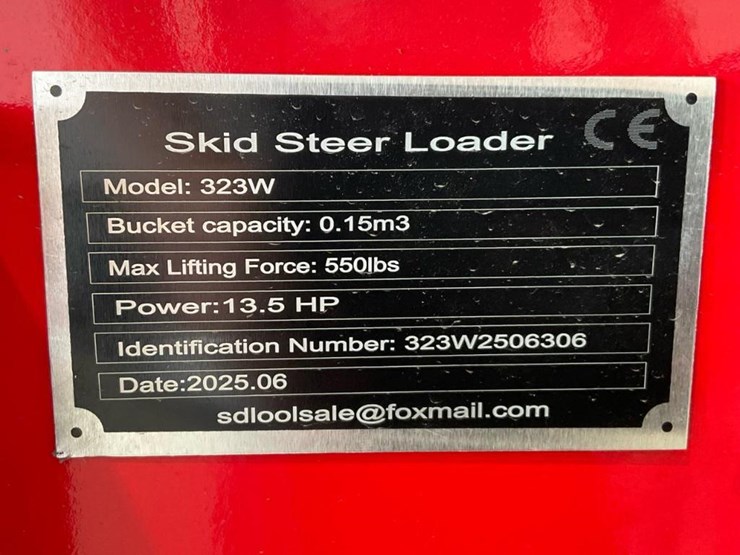 Skid Steer Loader CE
Model: 323W
Bucket capacity: 0.15m3
Max Lifting Force: 550lbs
Power:13.5 HP
Identification Number: 323W2506306
Date:2025.06
sdloolsale@foxmail.com